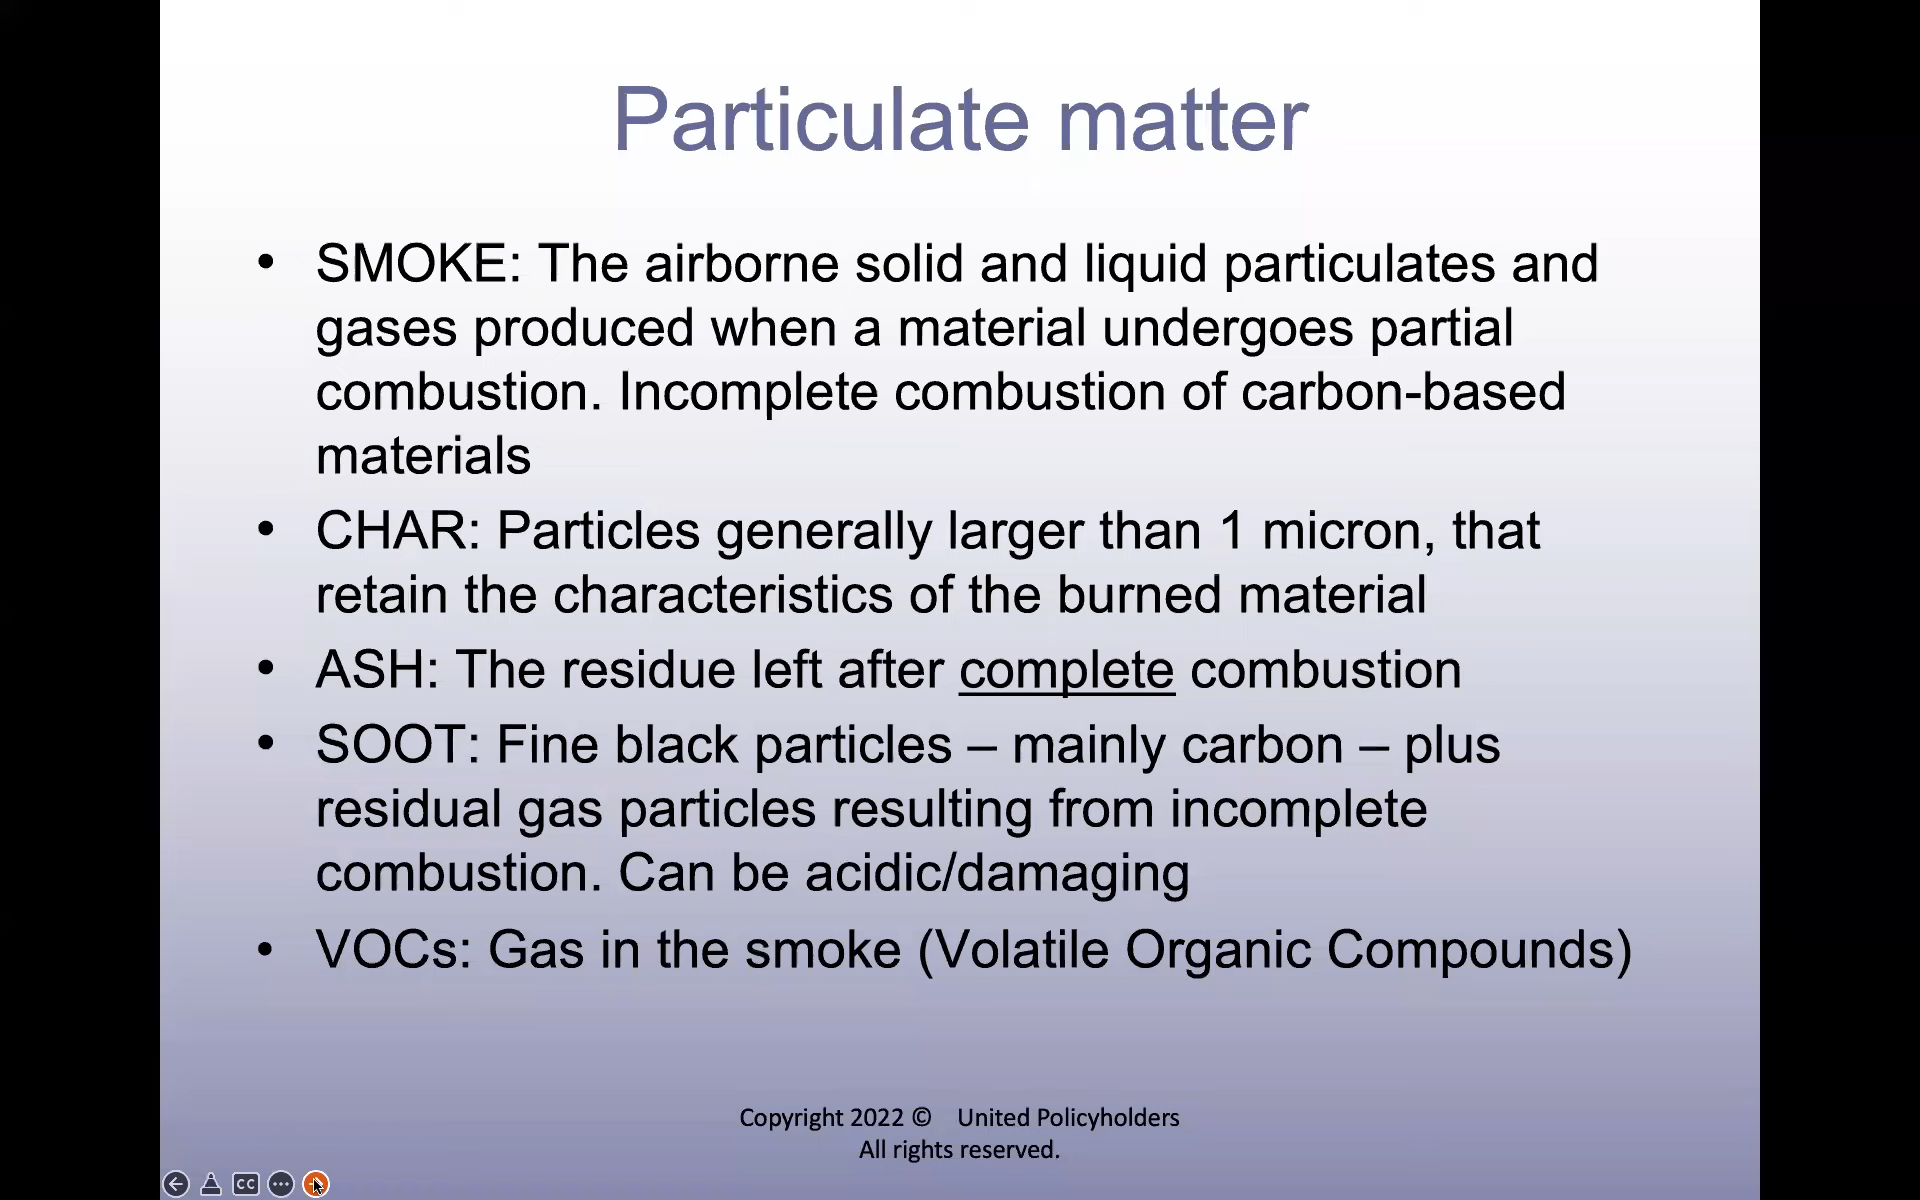 Particulate matter
• SMOKE: The airborne solid and liquid particulates and
gases produced when a material undergoes partial
combustion. Incomplete combustion of carbon-based
materials
• CHAR: Particles generally larger than 1 micron, that
retain the characteristics of the burned material
• ASH: The residue left after complete combustion
• SOOT: Fine black particles – mainly carbon – plus
residual gas particles resulting from incomplete
combustion. Can be acidic/damaging
• VOCs: Gas in the smoke (Volatile Organic Compounds)
Copyright 2022 © United Policyholders
All rights reserved.
CC